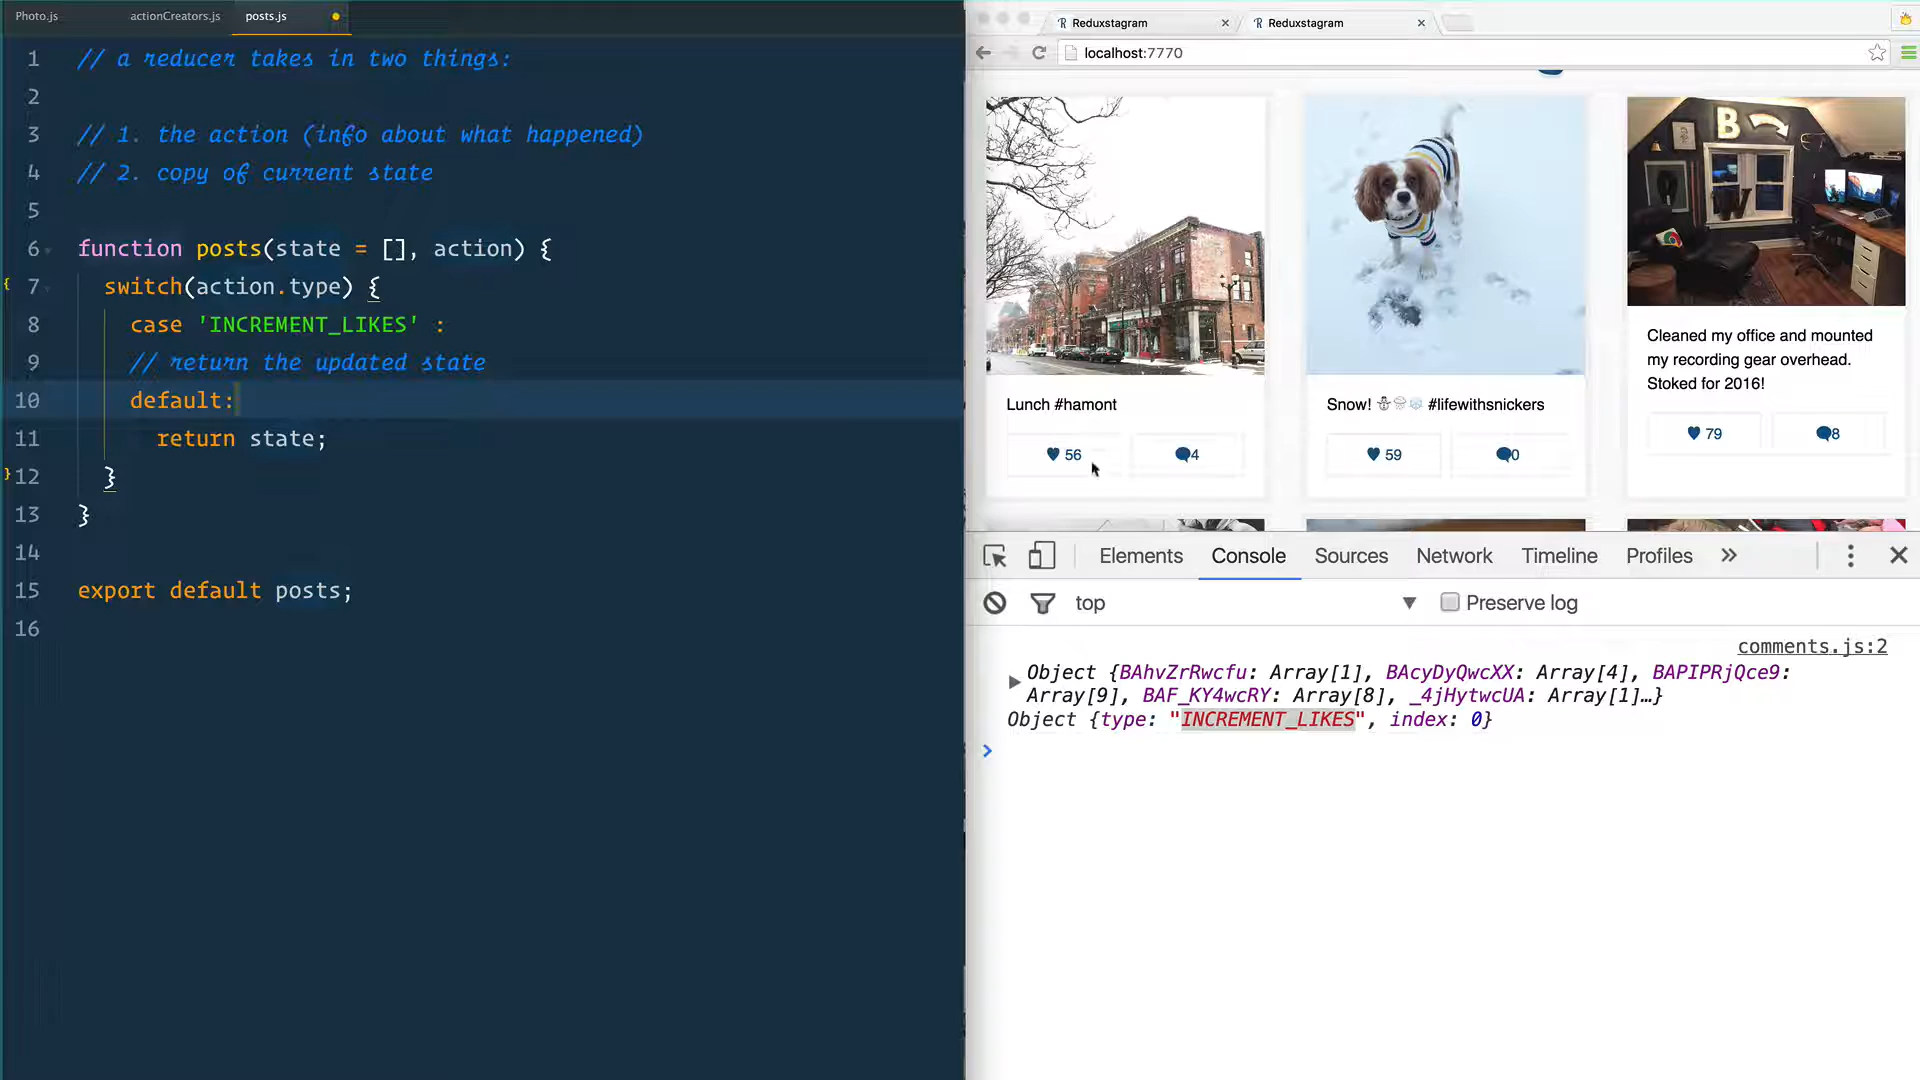 Photo.js
actionCreators.js
posts.js
1 // a reducer takes in two things:
2
3 // 1. the action (info about what happened)
4 // 2. copy of current state
5
6 function posts(state = [], action) {
7 switch(action.type) {
8 case 'INCREMENT_LIKES' :
9 // return the updated state
10 default:
11 return state;
12 }
13 }
14
15 export default posts;
16
Reduxstagram
Reduxstagram
localhost:7770
B
Lunch #hamont
56
4
Snow! ☃🌨❄ #lifewithsnickers
59
0
Cleaned my office and mounted
my recording gear overhead.
Stoked for 2016!
79
8
Elements Console Sources Network Timeline Profiles »
top
Preserve log
comments.js:2
Object {BAhvZrRwcfu: Array[1], BAcyDyQwcXX: Array[4], BAPIPRjQce9:
Array[9], BAF_KY4wcRY: Array[8], _4jHytwcUA: Array[1]…}
Object {type: "INCREMENT_LIKES", index: 0}